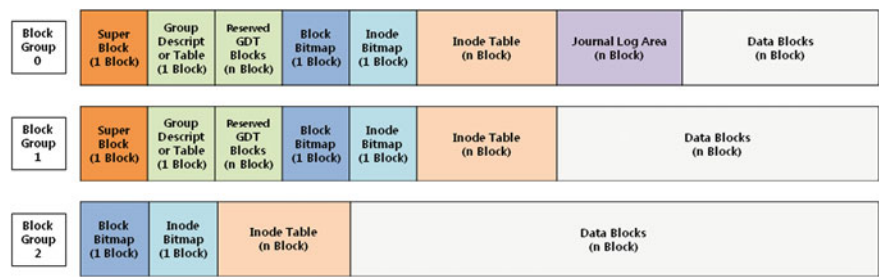 Block
Group
0
Super
Block
(1 Block)
Group
Descript
or Table
(1 Block)
Reserved
GDT
Blocks
(n Block)
Block
Bitmap
(1 Block)
Inode
Bitmap
(1 Block)
Inode Table
(n Block)
Journal Log Area
(n Block)
Data Blocks
(n Block)
Block
Group
1
Super
Block
(1 Block)
Group
Descript
or Table
(1 Block)
Reserved
GDT
Blocks
(n Block)
Block
Bitmap
(1 Block)
Inode
Bitmap
(1 Block)
Inode Table
(n Block)
Data Blocks
(n Block)
Block
Group
2
Block
Bitmap
(1 Block)
Inode
Bitmap
(1 Block)
Inode Table
(n Block)
Data Blocks
(n Block)